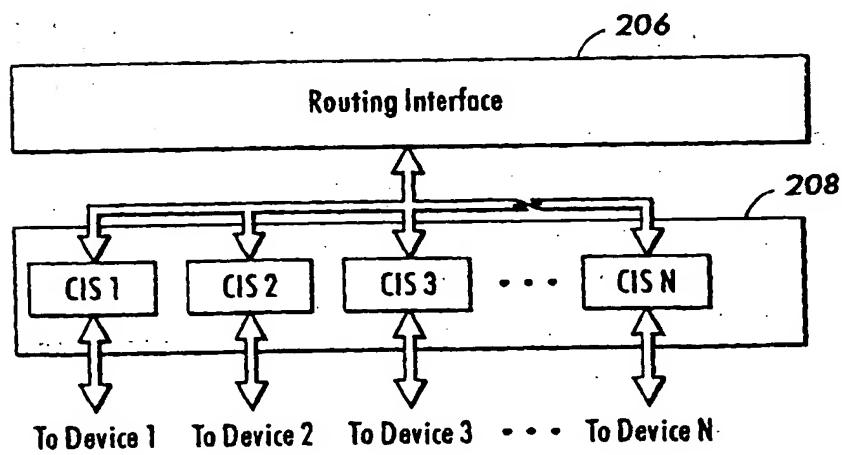 206
Routing Interface
208
CIS 1 CIS 2 CIS 3 • • • CIS N
To Device 1 To Device 2 To Device 3 • • • To Device N